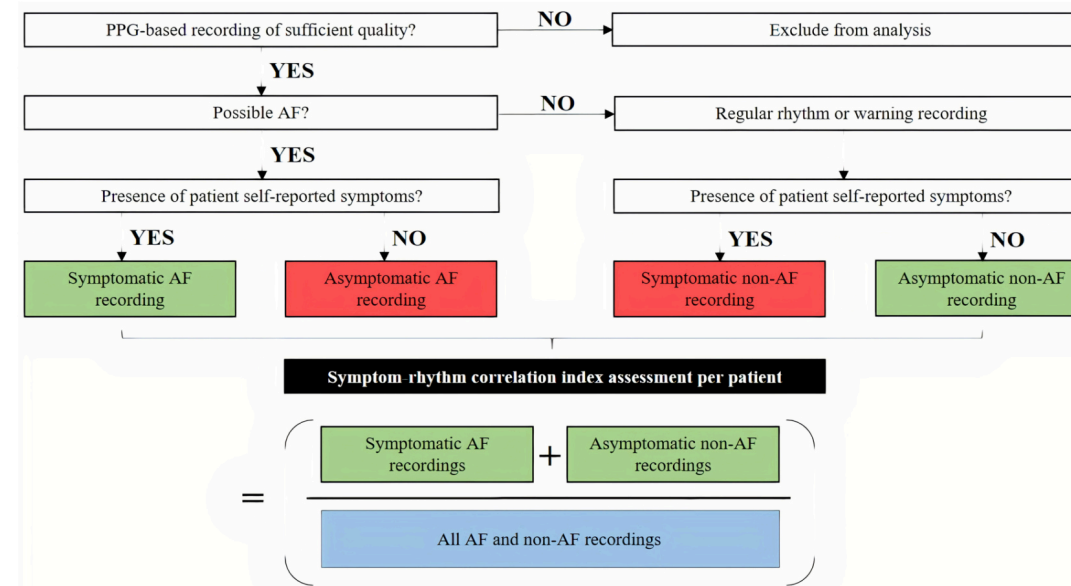 PPG-based recording of sufficient quality?
NO
Exclude from analysis
YES
Possible AF?
NO
Regular rhythm or warning recording
YES
Presence of patient self-reported symptoms?
Presence of patient self-reported symptoms?
YES
NO
YES
NO
Symptomatic AF
recording
Asymptomatic AF
recording
Symptomatic non-AF
recording
Asymptomatic non-AF
recording
Symptom-rhythm correlation index assessment per patient
=
Symptomatic AF
recordings
+
Asymptomatic non-AF
recordings
All AF and non-AF recordings